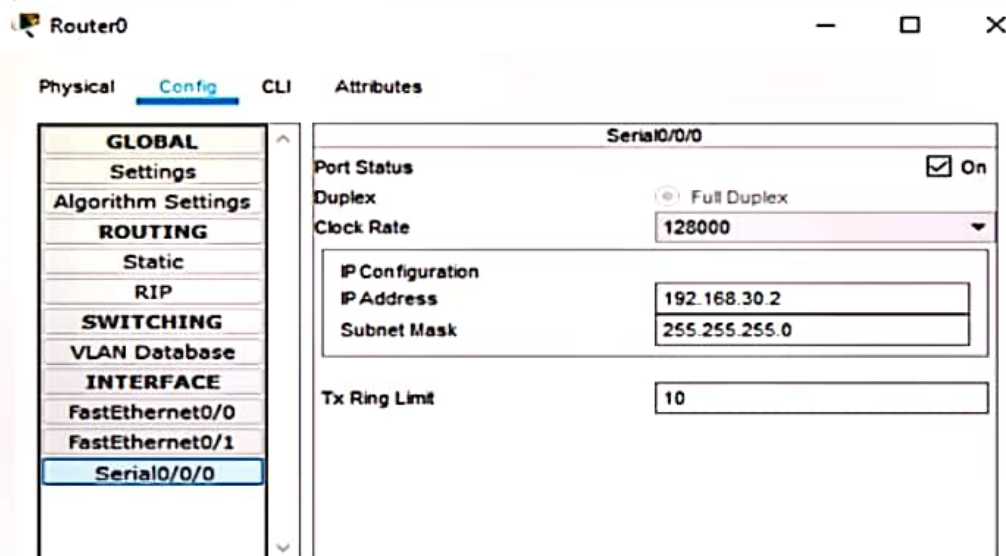 Router0
Physical Config CLI Attributes
GLOBAL
Settings
Algorithm Settings
ROUTING
Static
RIP
SWITCHING
VLAN Database
INTERFACE
FastEthernet0/0
FastEthernet0/1
Serial0/0/0
Serial0/0/0
Port Status On
Duplex Full Duplex
Clock Rate 128000
IP Configuration
IP Address 192.168.30.2
Subnet Mask 255.255.255.0
Tx Ring Limit 10